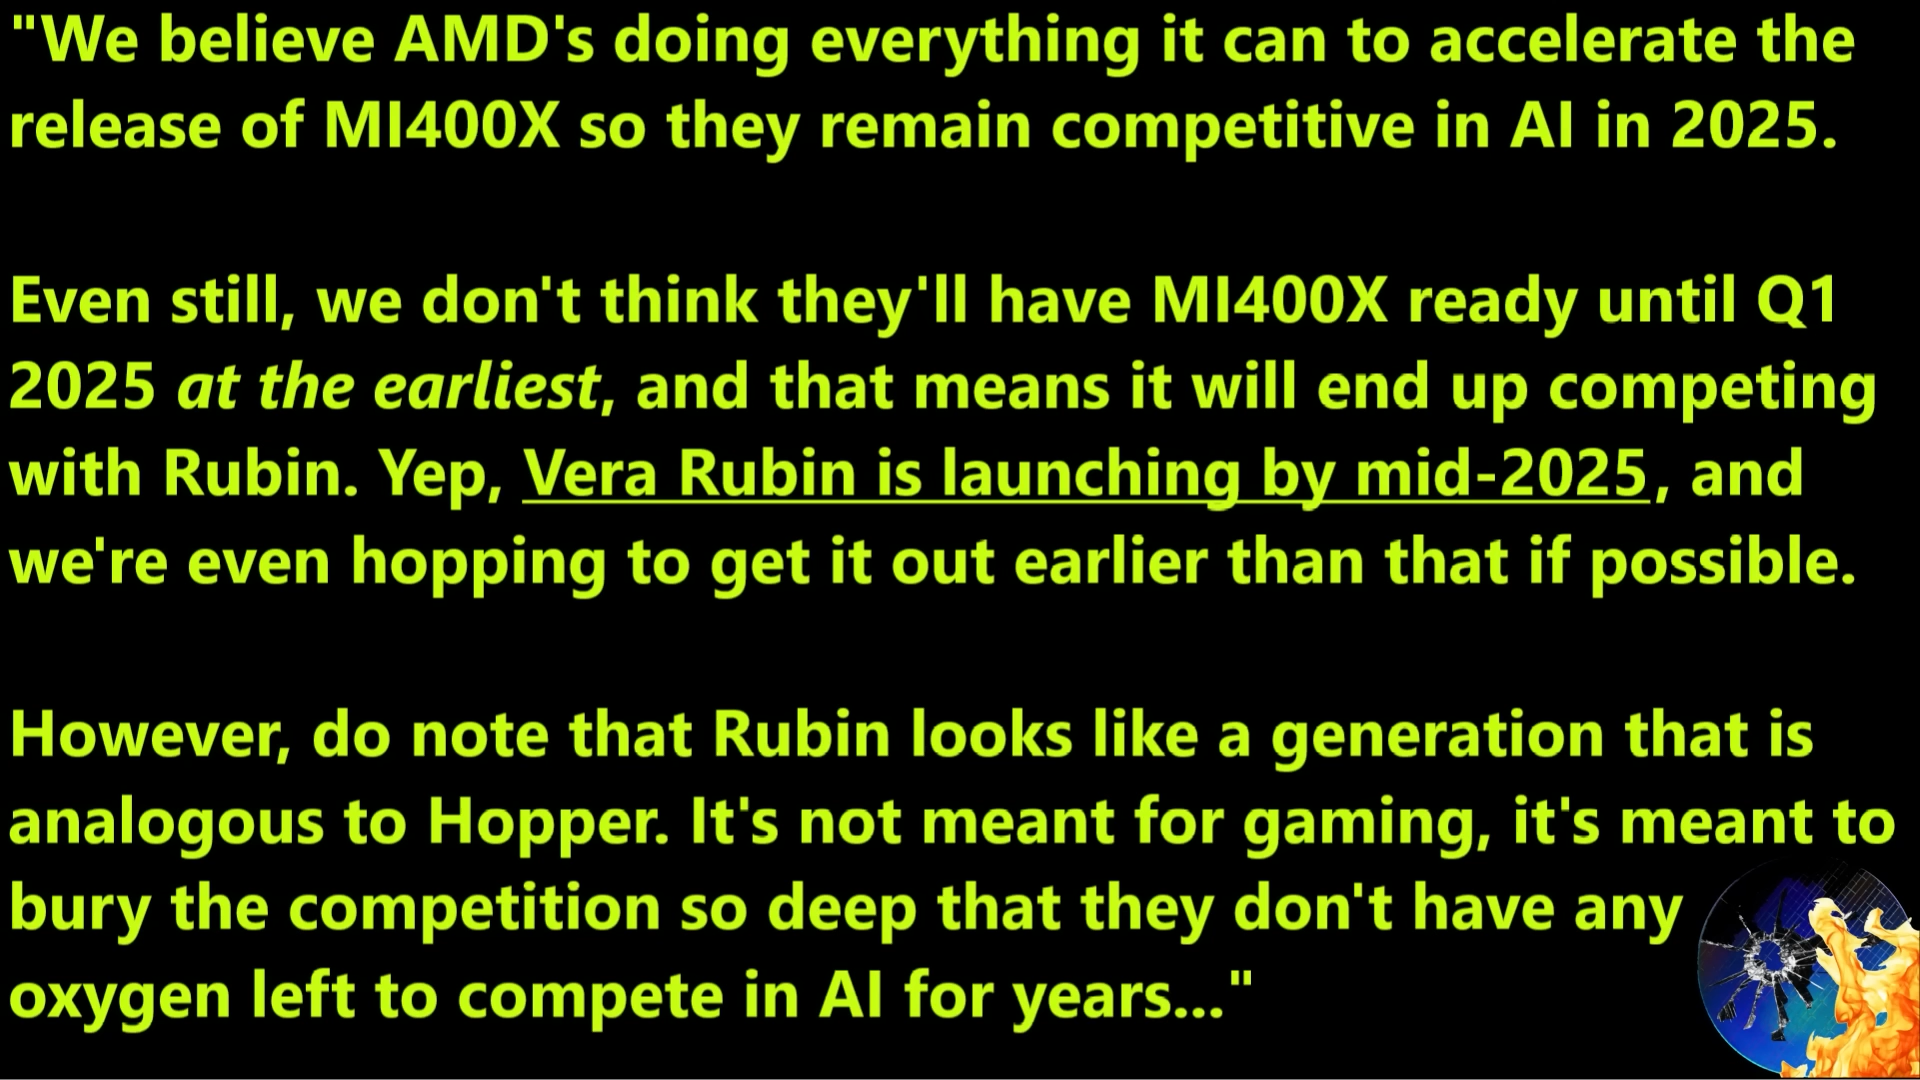 "We believe AMD's doing everything it can to accelerate the
release of MI400X so they remain competitive in AI in 2025.
Even still, we don't think they'll have MI400X ready until Q1
2025 at the earliest, and that means it will end up competing
with Rubin. Yep, Vera Rubin is launching by mid-2025, and
we're even hopping to get it out earlier than that if possible.
However, do note that Rubin looks like a generation that is
analogous to Hopper. It's not meant for gaming, it's meant to
bury the competition so deep that they don't have any
oxygen left to compete in AI for years..."